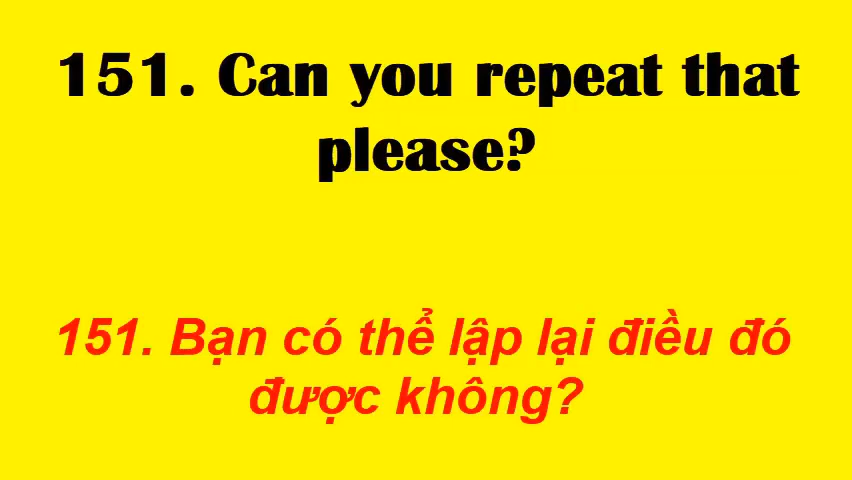 151. Can you repeat that
please?
151. Bạn có thể lập lại điều đó
được không?